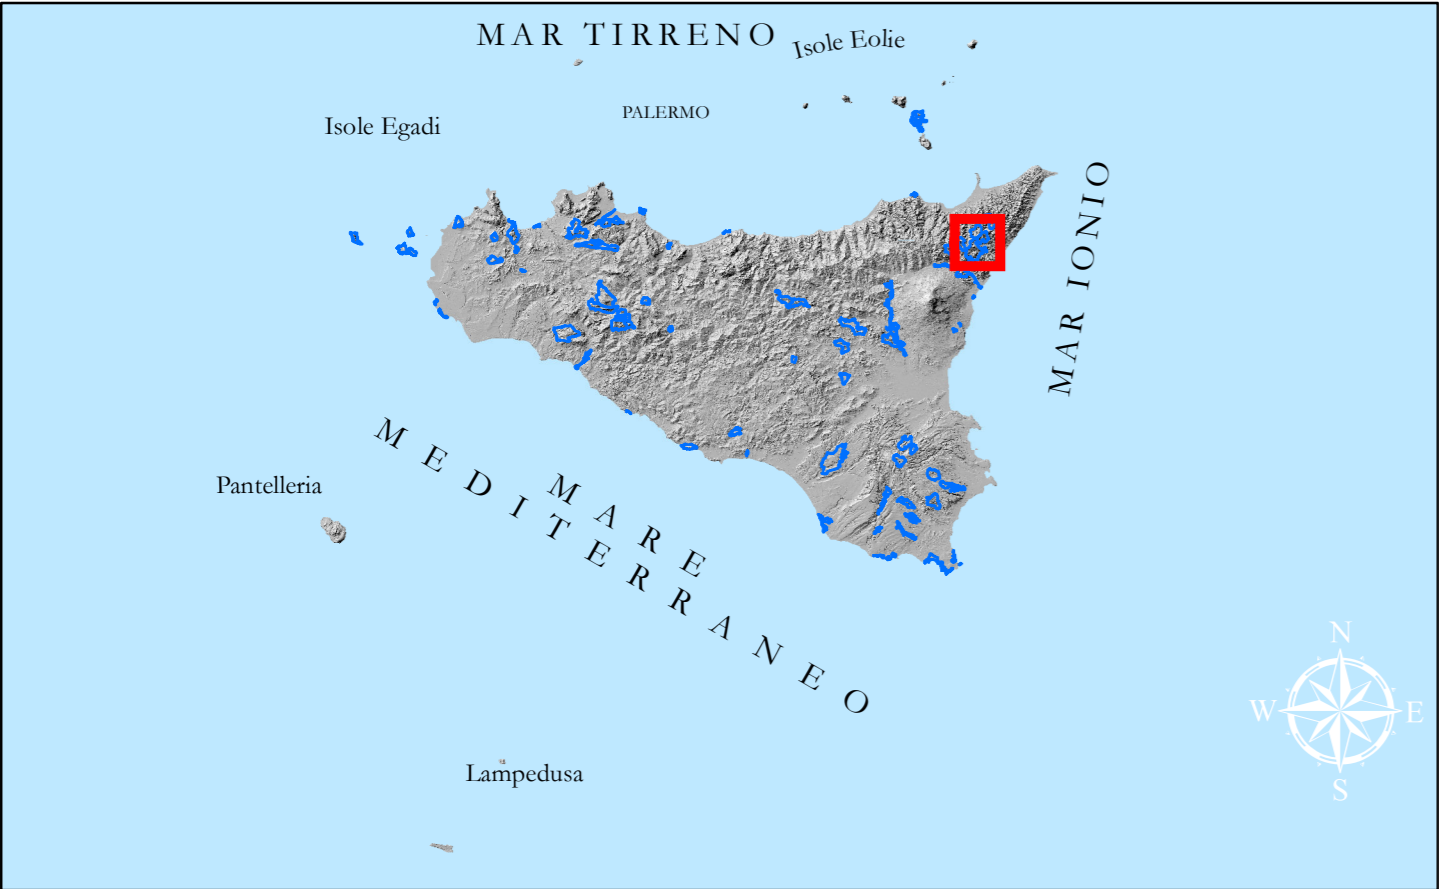 MAR TIRRENO
Isole Eolie
PALERMO
Isole Egadi
MAR IONIO
Pantelleria
MARE
MEDITERRANEO
Lampedusa
N
W
E
S